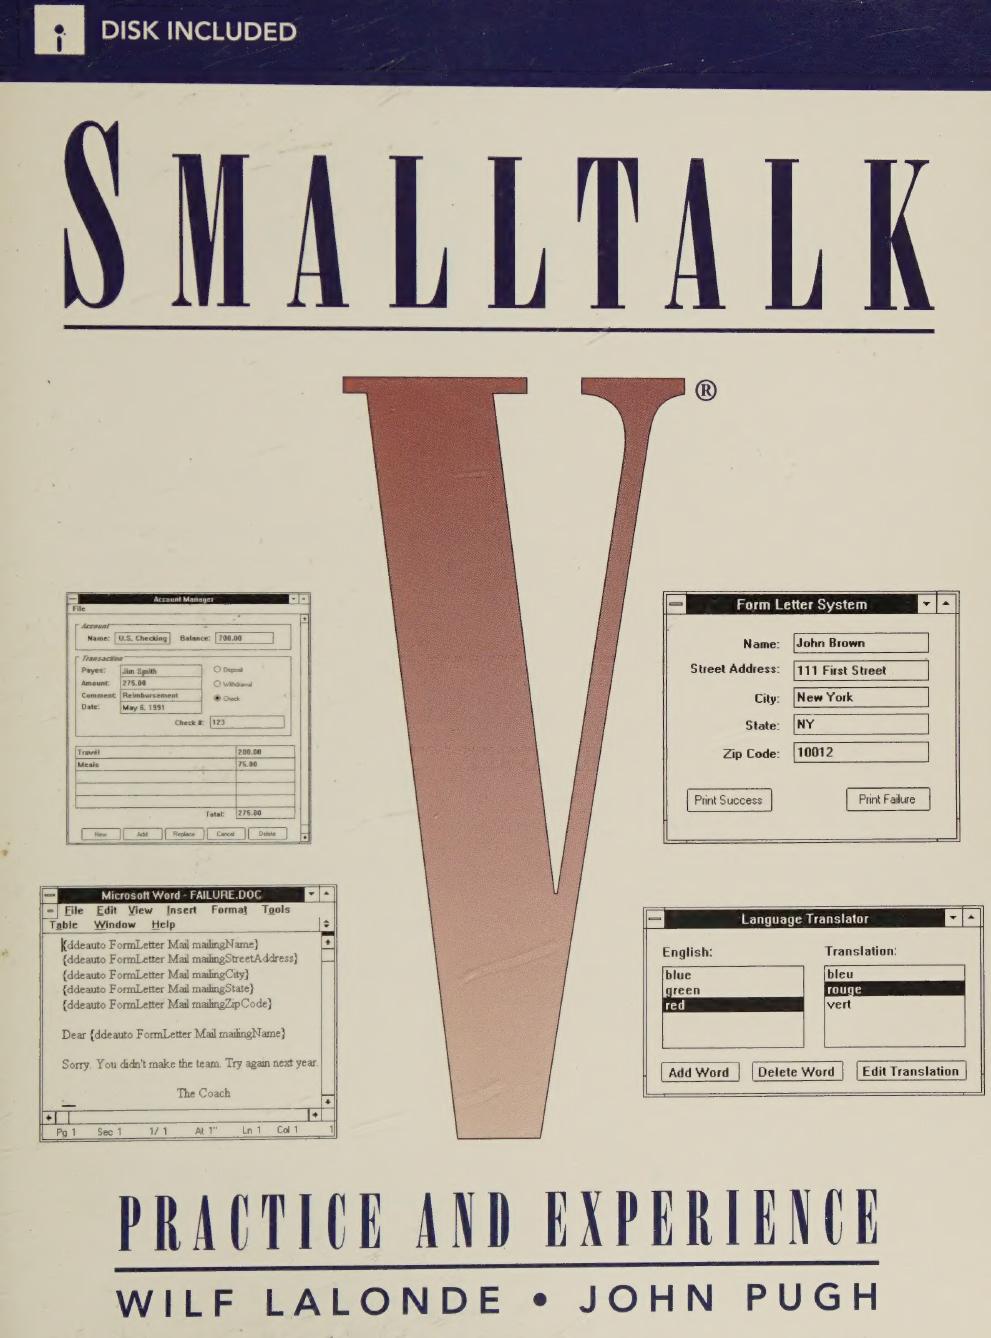 DISK INCLUDED
SMALLTALK
V®
Account Manager
File
Account
Name: U.S. Checking Balance: 700.00
Transaction
Payee: Jim Smith
Deposit
Amount: 275.00
Withdrawal
Comment: Reimbursement
Check
Date: May 6, 1991
Check #: 123
Travel 200.00
Meals 75.00
Total: 275.00
New Add Replace Cancel Delete
Form Letter System
Name: John Brown
Street Address: 111 First Street
City: New York
State: NY
Zip Code: 10012
Print Success Print Failure
Microsoft Word - FAILURE.DOC
File Edit View Insert Format Tools
Table Window Help
{ddeauto FormLetter Mail mailingName}
{ddeauto FormLetter Mail mailingStreetAddress}
{ddeauto FormLetter Mail mailingCity}
{ddeauto FormLetter Mail mailingState}
{ddeauto FormLetter Mail mailingZipCode}
Dear {ddeauto FormLetter Mail mailingName}
Sorry. You didn't make the team. Try again next year.
The Coach
Pg 1 Sec 1 1/1 At 1" Ln 1 Col 1 1
Language Translator
English: Translation:
blue bleu
green rouge
red vert
Add Word Delete Word Edit Translation
PRACTICE AND EXPERIENCE
WILF LALONDE • JOHN PUGH